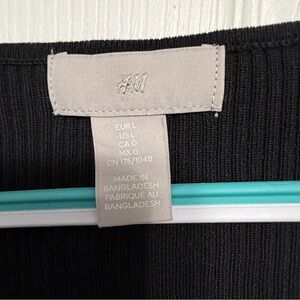 H&M
EUR L
US L
CA G
MX G
CN 175/104B
MADE IN
BANGLADESH
FABRIQUÉ AU
BANGLADESH